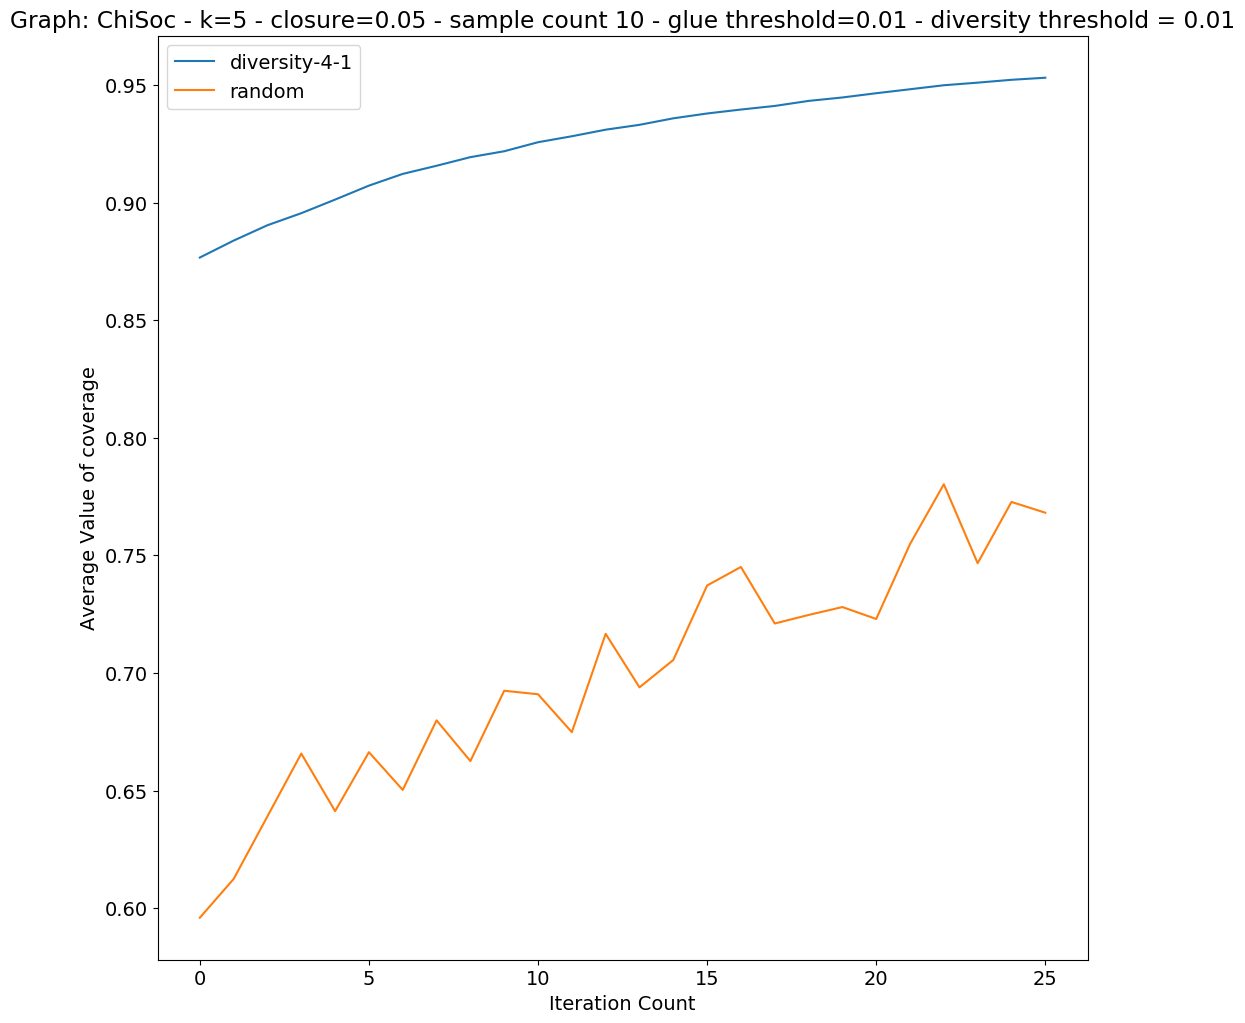 Graph: ChiSoc - k=5 - closure=0.05 - sample count 10 - glue threshold=0.01 - diversity threshold = 0.01
diversity-4-1
random
0.95
0.90
0.85
0.80
0.75
0.70
0.65
0.60
Average Value of coverage
0 5 10 15 20 25
Iteration Count